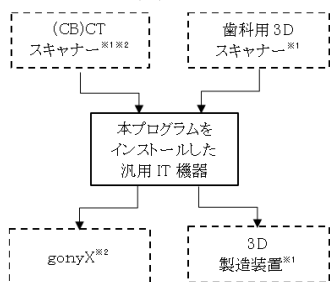 (CB)CT
スキャナー※1※2
歯科用3D
スキャナー※1
本プログラムを
インストールした
汎用 IT 機器
gonyX※2
3D
製造装置※1